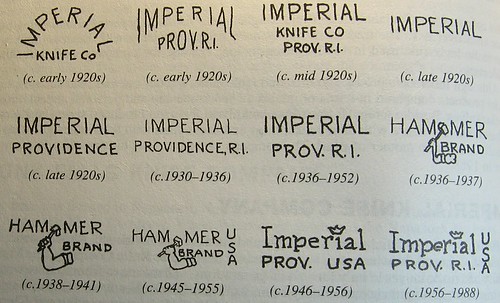 IMPERIAL
KNIFE CO
(c. early 1920s)
IMPERIAL
PROV. R.I.
(c. early 1920s)
IMPERIAL
KNIFE CO
PROV. R.I.
(c. mid 1920s)
IMPERIAL
(c. late 1920s)
IMPERIAL
PROVIDENCE
(c. late 1920s)
IMPERIAL
PROVIDENCE, R.I.
(c.1930–1936)
IMPERIAL
PROV. R.I.
(c.1936–1952)
HAMMER
BRAND
(c.1936–1937)
HAMMER
BRAND
(c.1938–1941)
HAMMER
BRAND
USA
(c.1945–1955)
Imperial
PROV. USA
(c.1946–1956)
Imperial
PROV. R.I.
USA
(c.1956–1988)